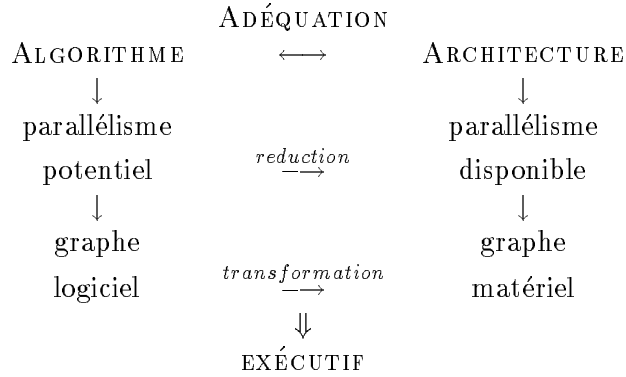 ADÉQUATION
ALGORITHME ⟷ ARCHITECTURE
↓ ↓
parallélisme parallélisme
reduction
potentiel ⟶ disponible
↓ ↓
graphe graphe
transformation
logiciel ⟶ matériel
⇓
EXÉCUTIF